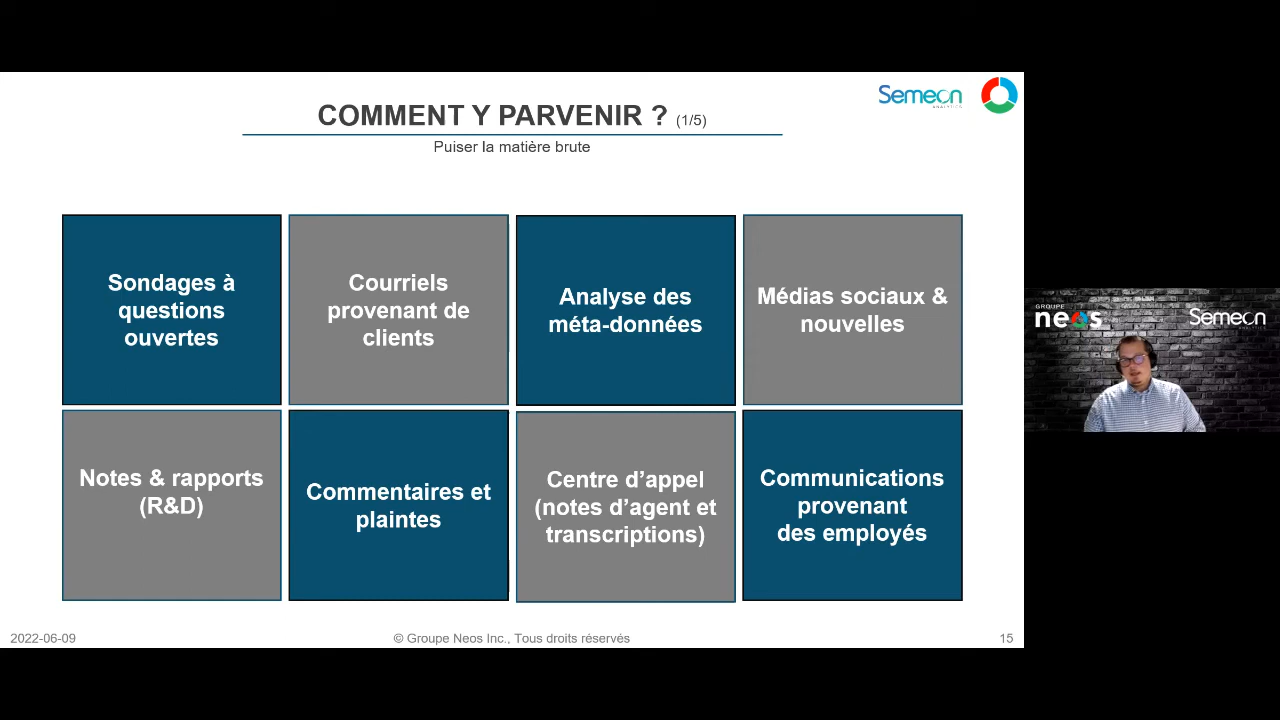 Semeon
ANALYTICS
COMMENT Y PARVENIR ? (1/5)
Puiser la matière brute
Sondages à
questions
ouvertes
Courriels
provenant de
clients
Analyse des
méta-données
Médias sociaux &
nouvelles
Notes & rapports
(R&D)
Commentaires et
plaintes
Centre d’appel
(notes d’agent et
transcriptions)
Communications
provenant
des employés
2022-06-09
© Groupe Neos Inc., Tous droits réservés
15
GROUPE
neos
Semeon
ANALYTICS